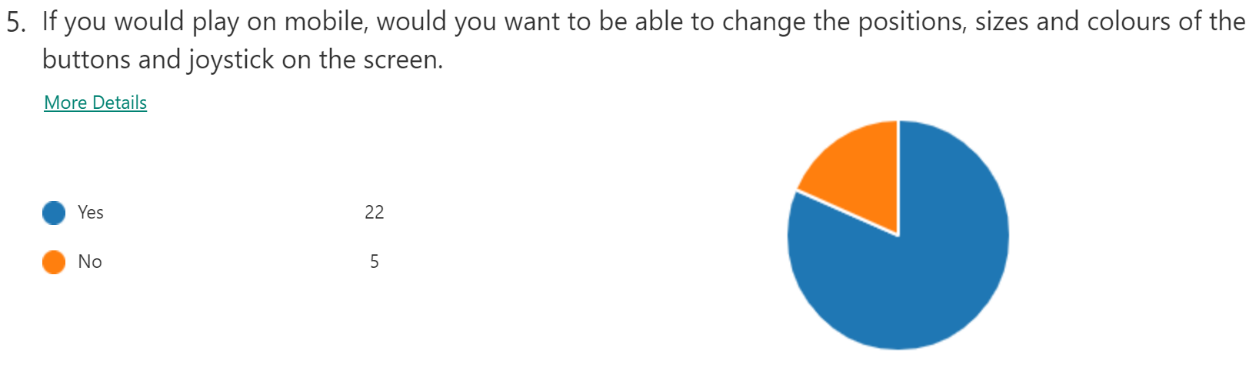 5. If you would play on mobile, would you want to be able to change the positions, sizes and colours of the
buttons and joystick on the screen.
More Details
Yes 22
No 5